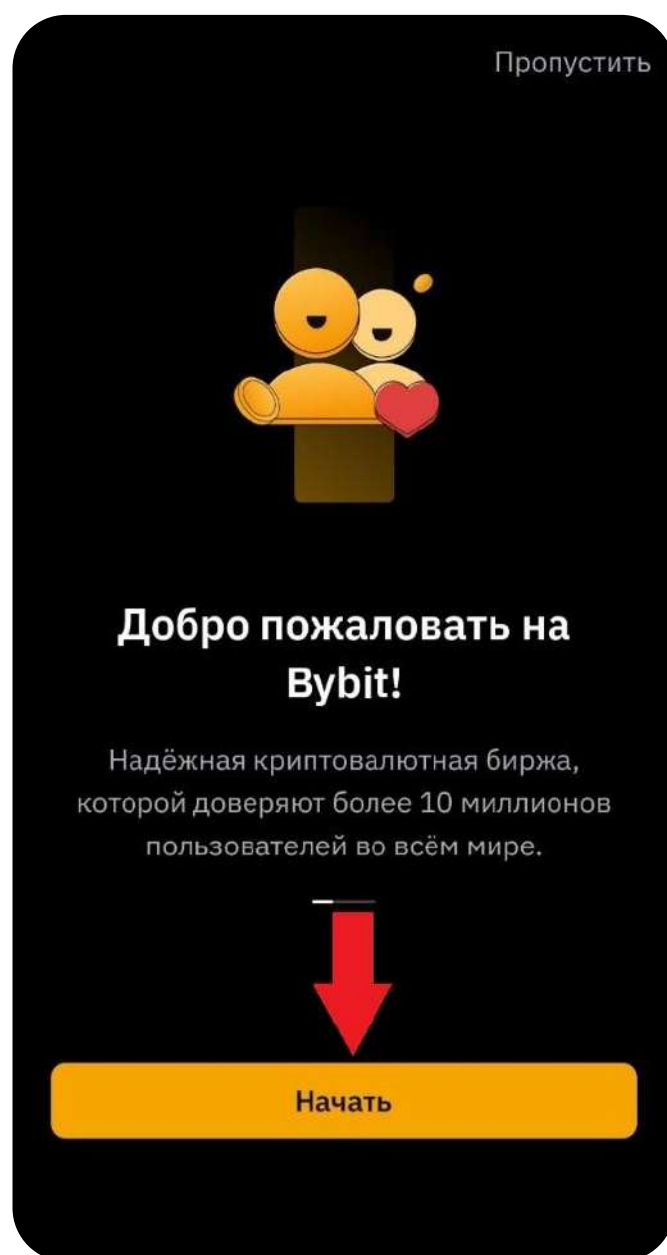 Пропустить
Добро пожаловать на
Bybit!
Надёжная криптовалютная биржа,
которой доверяют более 10 миллионов
пользователей во всём мире.
Начать